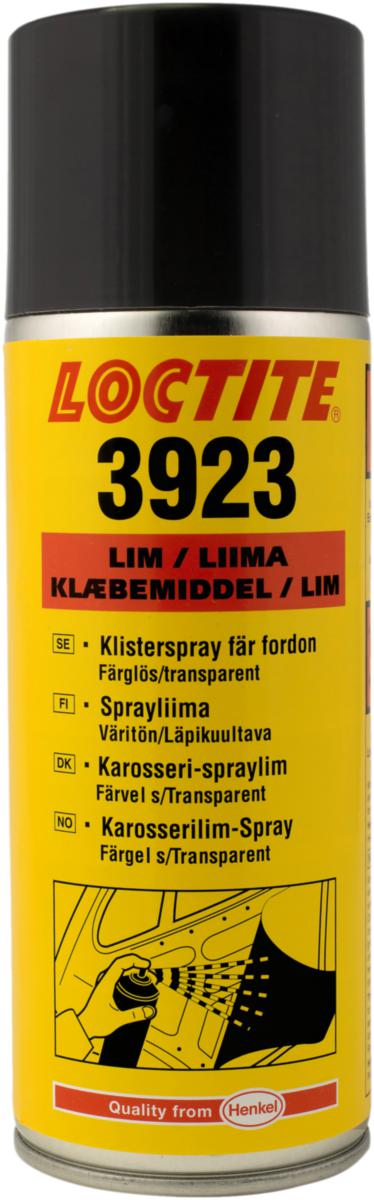 LOCTITE®
3923
LIM / LIIMA
KLÆBEMIDDEL / LIM
SE · Klisterspray fär fordon
Färglös/transparent
FI · Sprayliima
Väritön/Läpikuultava
DK · Karosseri-spraylim
Färvel s/Transparent
NO · Karosserilim-Spray
Färgel s/Transparent
Quality from Henkel